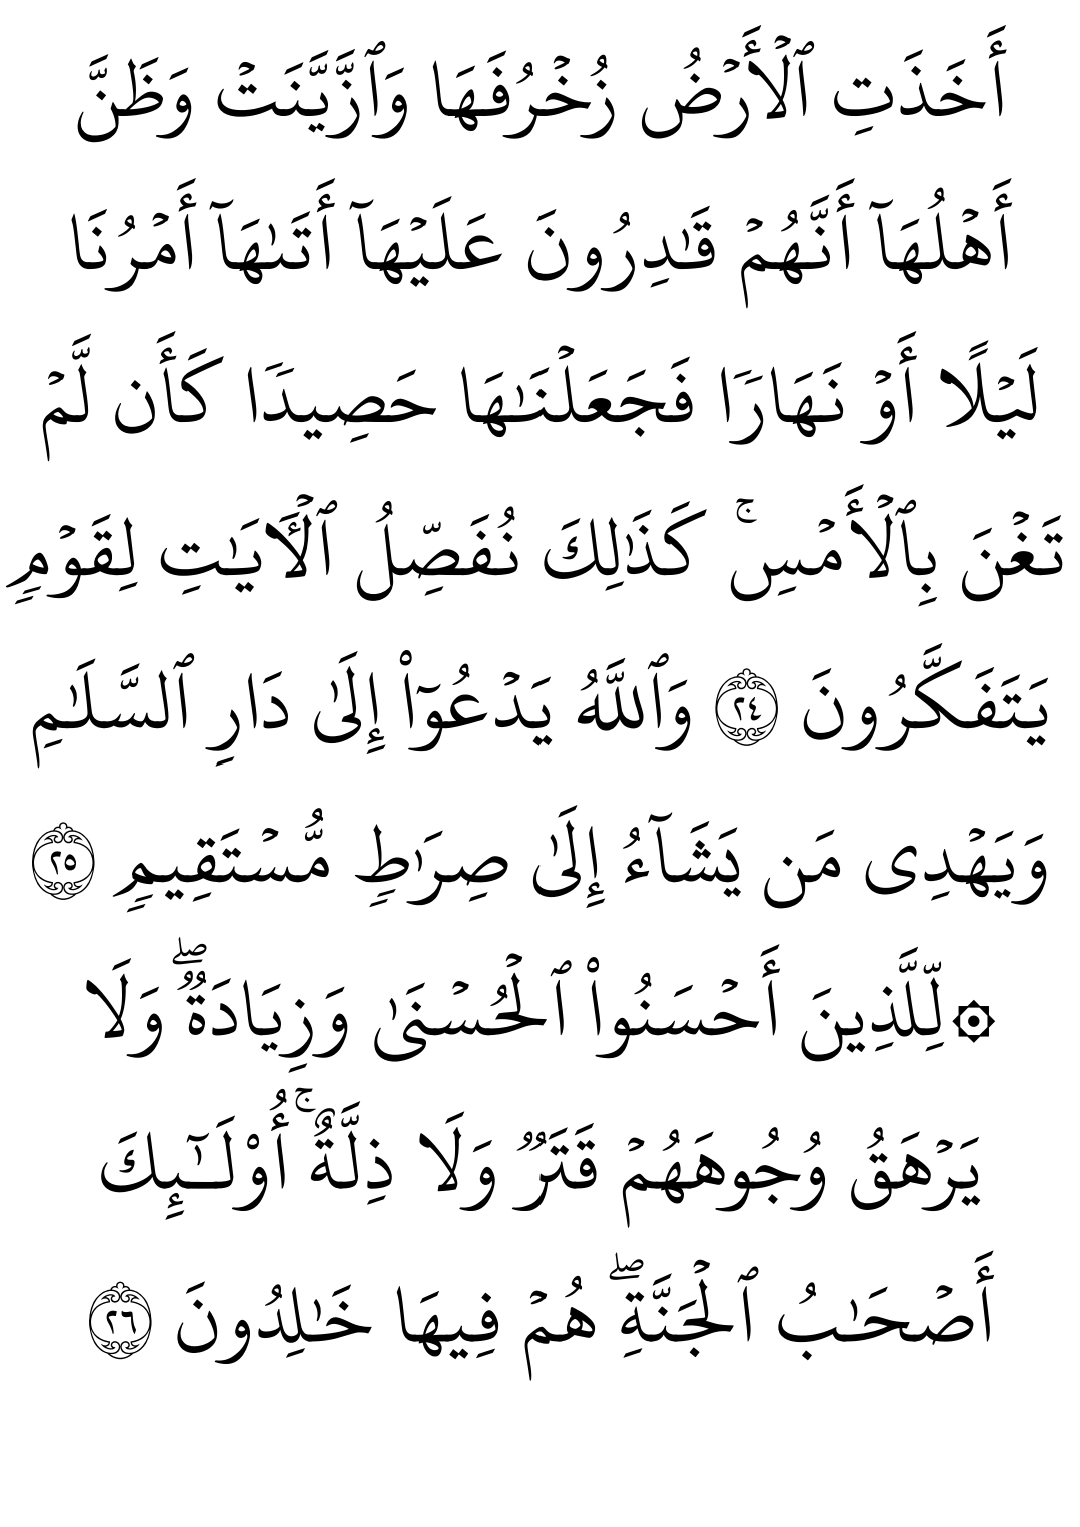 أَخَذَتِ ٱلۡأَرۡضُ زُخۡرُفَهَا وَٱزَّيَّنَتۡ وَظَنَّ
أَهۡلُهَآ أَنَّهُمۡ قَٰدِرُونَ عَلَيۡهَآ أَتَىٰهَآ أَمۡرُنَا
لَيۡلًا أَوۡ نَهَارٗا فَجَعَلۡنَٰهَا حَصِيدٗا كَأَن لَّمۡ
تَغۡنَ بِٱلۡأَمۡسِۚ كَذَٰلِكَ نُفَصِّلُ ٱلۡأٓيَٰتِ لِقَوۡمٖ
يَتَفَكَّرُونَ ٢٤ وَٱللَّهُ يَدۡعُوٓاْ إِلَىٰ دَارِ ٱلسَّلَٰمِ
وَيَهۡدِي مَن يَشَآءُ إِلَىٰ صِرَٰطٖ مُّسۡتَقِيمٖ ٢٥
۞لِّلَّذِينَ أَحۡسَنُواْ ٱلۡحُسۡنَىٰ وَزِيَادَةٞۖ وَلَا
يَرۡهَقُ وُجُوهَهُمۡ قَتَرٞ وَلَا ذِلَّةٌۚ أُوْلَٰٓئِكَ
أَصۡحَٰبُ ٱلۡجَنَّةِۖ هُمۡ فِيهَا خَٰلِدُونَ ٢٦